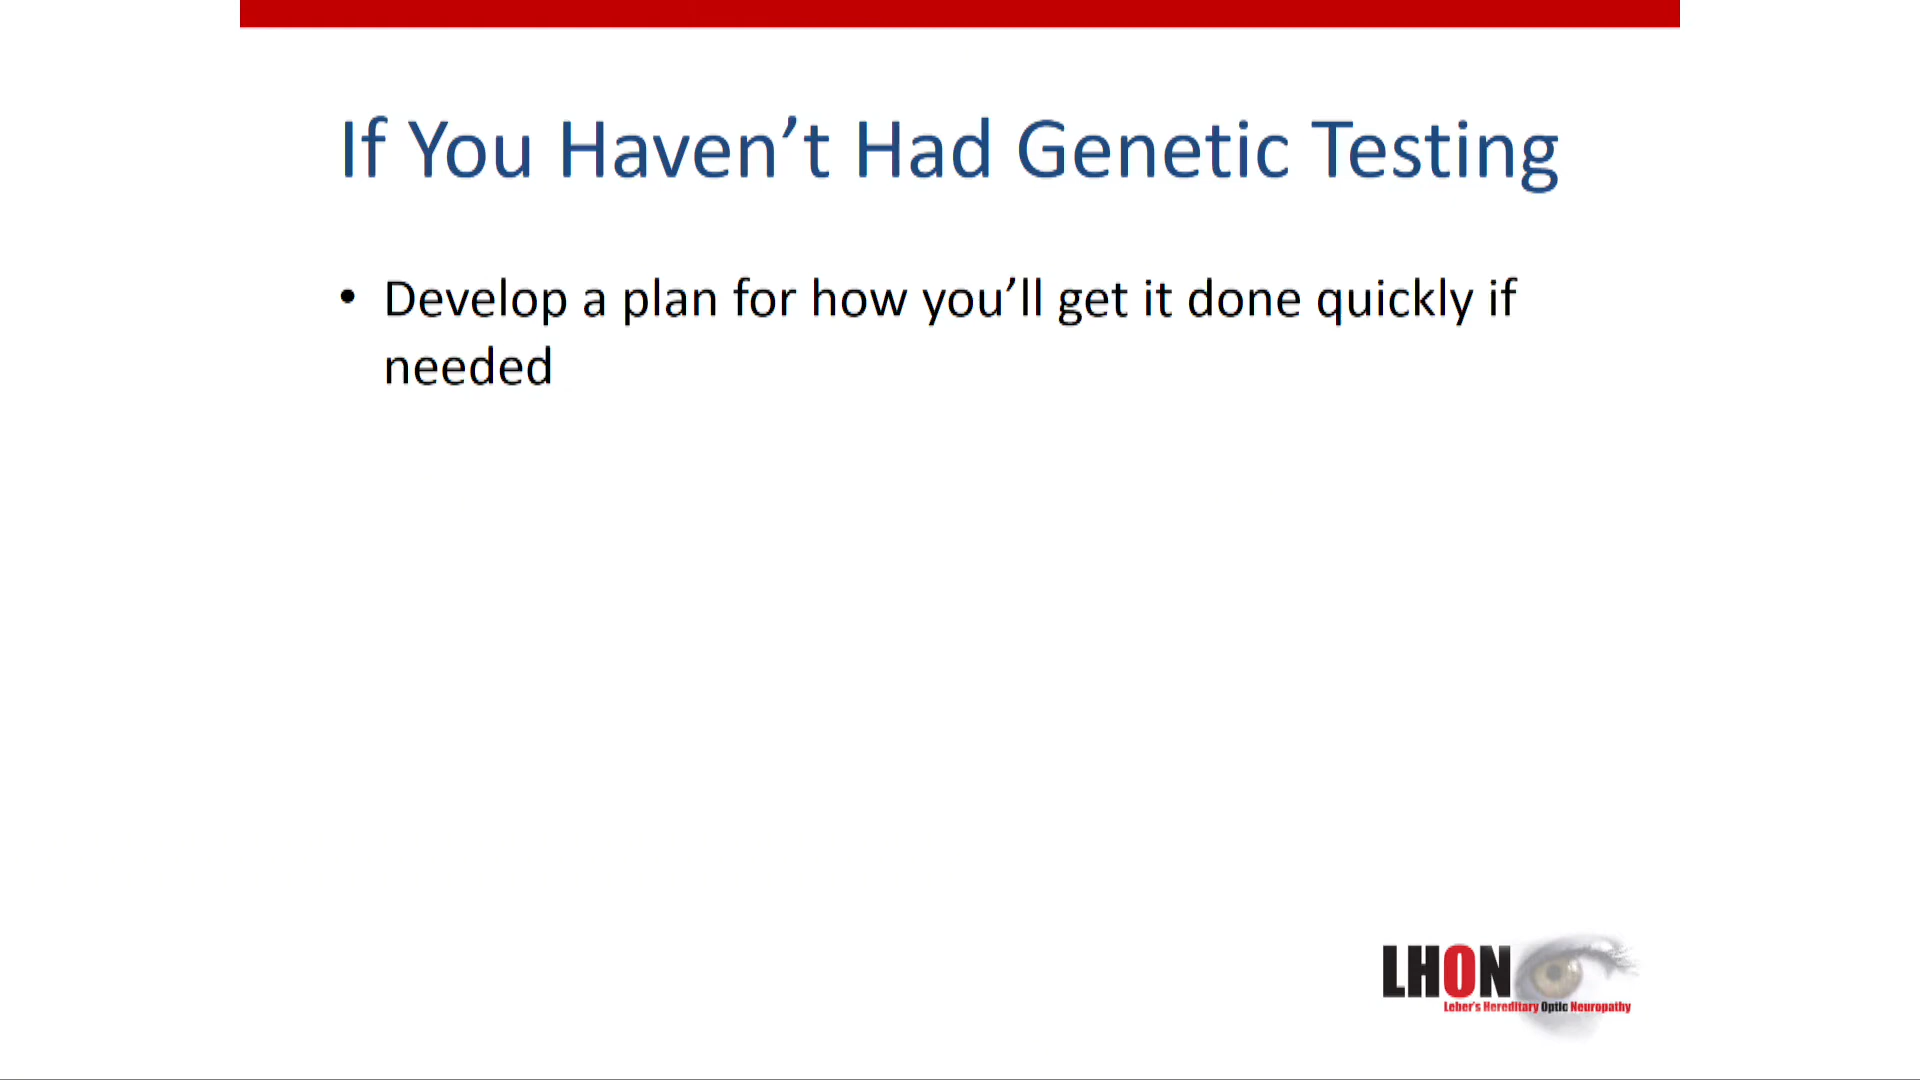 If You Haven’t Had Genetic Testing
• Develop a plan for how you’ll get it done quickly if
needed
LHON
Leber's Hereditary Optic Neuropathy